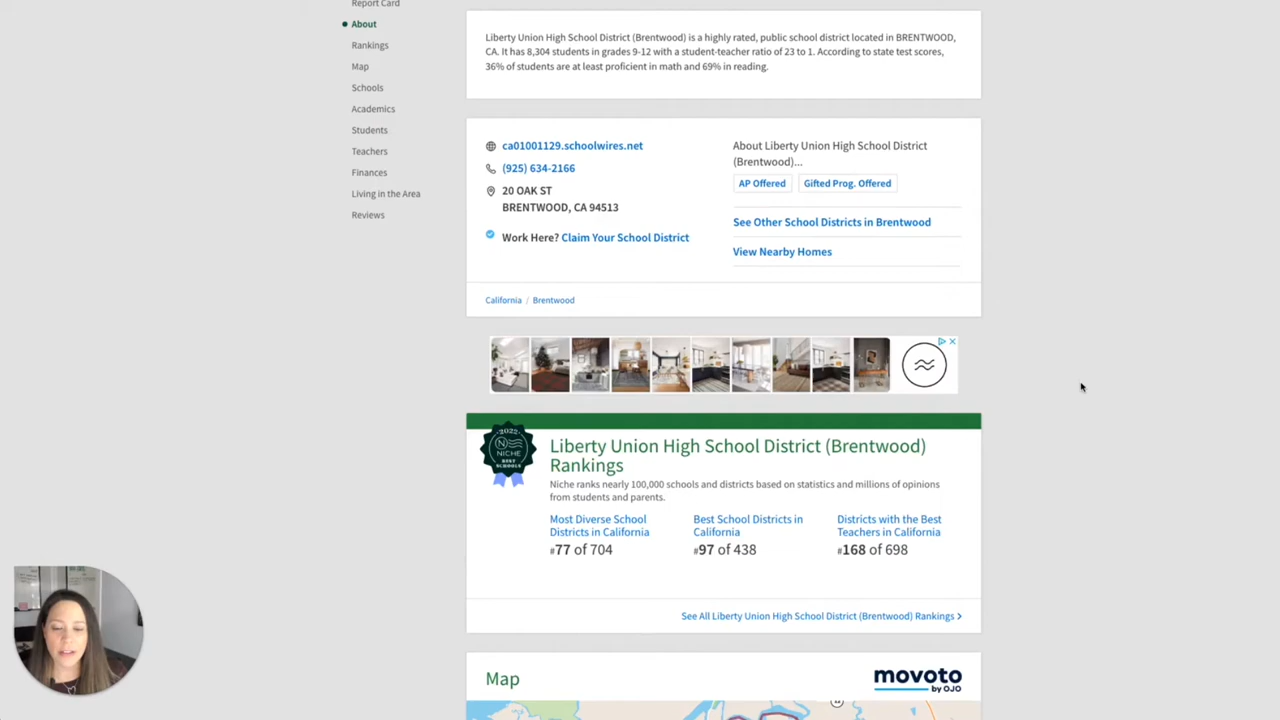 Report Card
About
Rankings
Map
Schools
Academics
Students
Teachers
Finances
Living in the Area
Reviews
Liberty Union High School District (Brentwood) is a highly rated, public school district located in BRENTWOOD,
CA. It has 8,304 students in grades 9-12 with a student-teacher ratio of 23 to 1. According to state test scores,
36% of students are at least proficient in math and 69% in reading.
ca01001129.schoolwires.net
(925) 634-2166
20 OAK ST
BRENTWOOD, CA 94513
Work Here? Claim Your School District
About Liberty Union High School District
(Brentwood)...
AP Offered
Gifted Prog. Offered
See Other School Districts in Brentwood
View Nearby Homes
California / Brentwood
2022
NICHE
BEST
SCHOOLS
Liberty Union High School District (Brentwood)
Rankings
Niche ranks nearly 100,000 schools and districts based on statistics and millions of opinions
from students and parents.
Most Diverse School
Districts in California
#77 of 704
Best School Districts in
California
#97 of 438
Districts with the Best
Teachers in California
#168 of 698
See All Liberty Union High School District (Brentwood) Rankings >
Map
movoto
by OJO